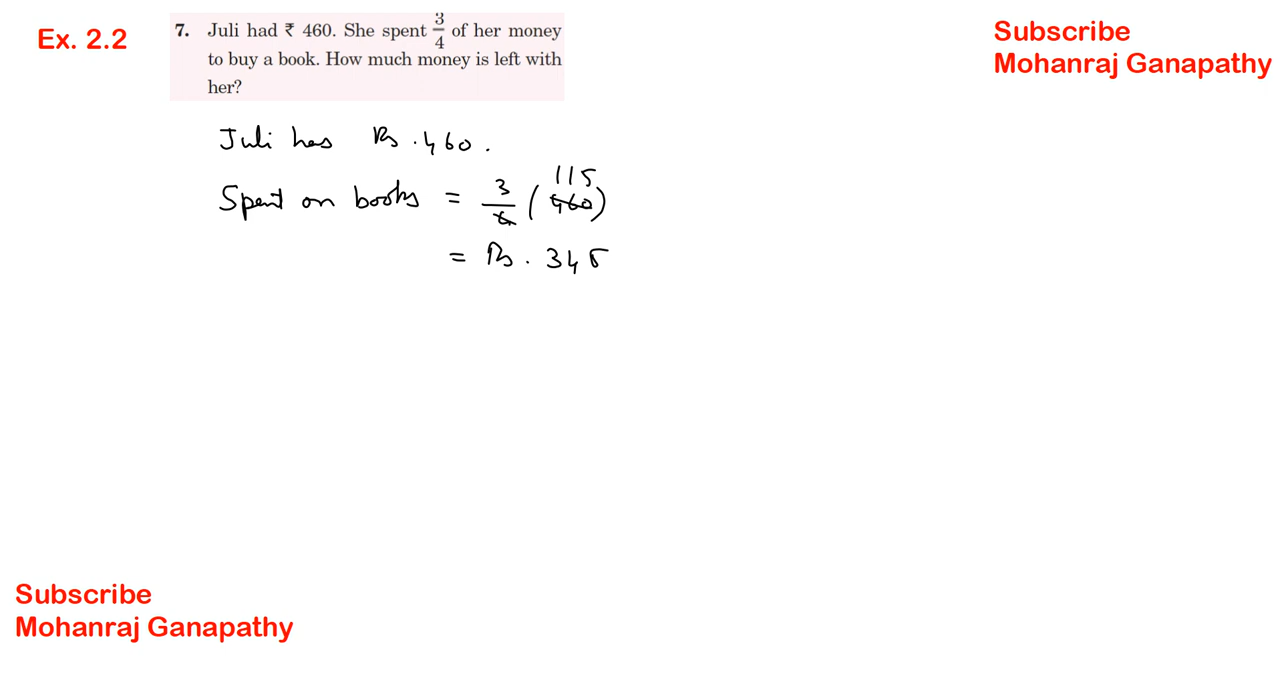 Ex. 2.2
7. Juli had ₹ 460. She spent 3/4 of her money
to buy a book. How much money is left with
her?
Subscribe
Mohanraj Ganapathy
Juli has Rs. 460.
115
Spent on books = 3/4 (460)
= Rs. 345
Subscribe
Mohanraj Ganapathy